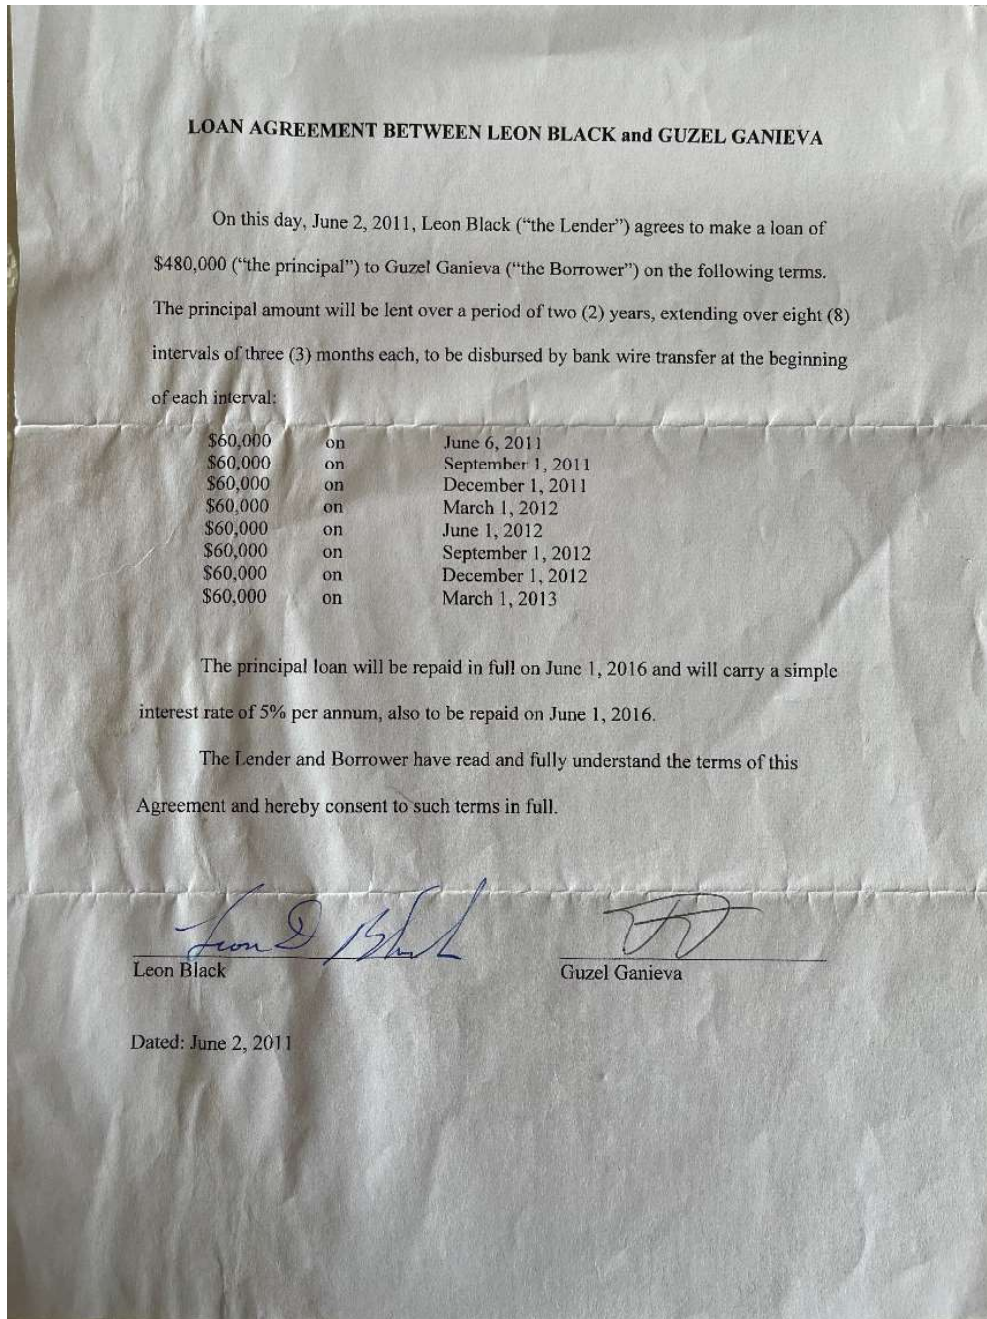 LOAN AGREEMENT BETWEEN LEON BLACK and GUZEL GANIEVA
On this day, June 2, 2011, Leon Black (“the Lender”) agrees to make a loan of
$480,000 (“the principal”) to Guzel Ganieva (“the Borrower”) on the following terms.
The principal amount will be lent over a period of two (2) years, extending over eight (8)
intervals of three (3) months each, to be disbursed by bank wire transfer at the beginning
of each interval:
$60,000 on June 6, 2011
$60,000 on September 1, 2011
$60,000 on December 1, 2011
$60,000 on March 1, 2012
$60,000 on June 1, 2012
$60,000 on September 1, 2012
$60,000 on December 1, 2012
$60,000 on March 1, 2013
The principal loan will be repaid in full on June 1, 2016 and will carry a simple
interest rate of 5% per annum, also to be repaid on June 1, 2016.
The Lender and Borrower have read and fully understand the terms of this
Agreement and hereby consent to such terms in full.
Leon D Black
Leon Black Guzel Ganieva
Dated: June 2, 2011